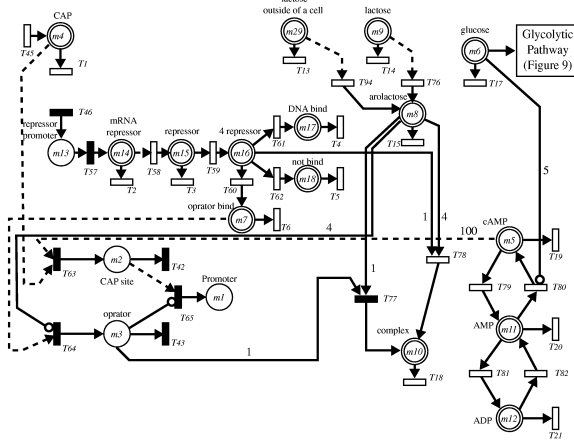 lactose
CAP
outside of a cell
lactose
glucose
m4
m29
m9
m6
Glycolytic
Pathway
(Figure 9)
T45
T1
T13
T14
T17
T94
T76
arolactose
m8
T46
DNA bind
mRNA
repressor
promoter
repressor
repressor
4 repressor
m17
T61
T4
T15
m13
m14
m15
m16
T57
T58
T59
not bind
m18
T2
T3
T60
T62
T5
5
oprator bind
m7
T6
4
1
4
cAMP
100
m5
T19
m2
T63
T42
T78
CAP site
Promoter
T79
T80
1
m1
T65
T77
oprator
complex
AMP
m11
m3
T64
T43
m10
T20
1
T18
T81
T82
ADP
m12
T21